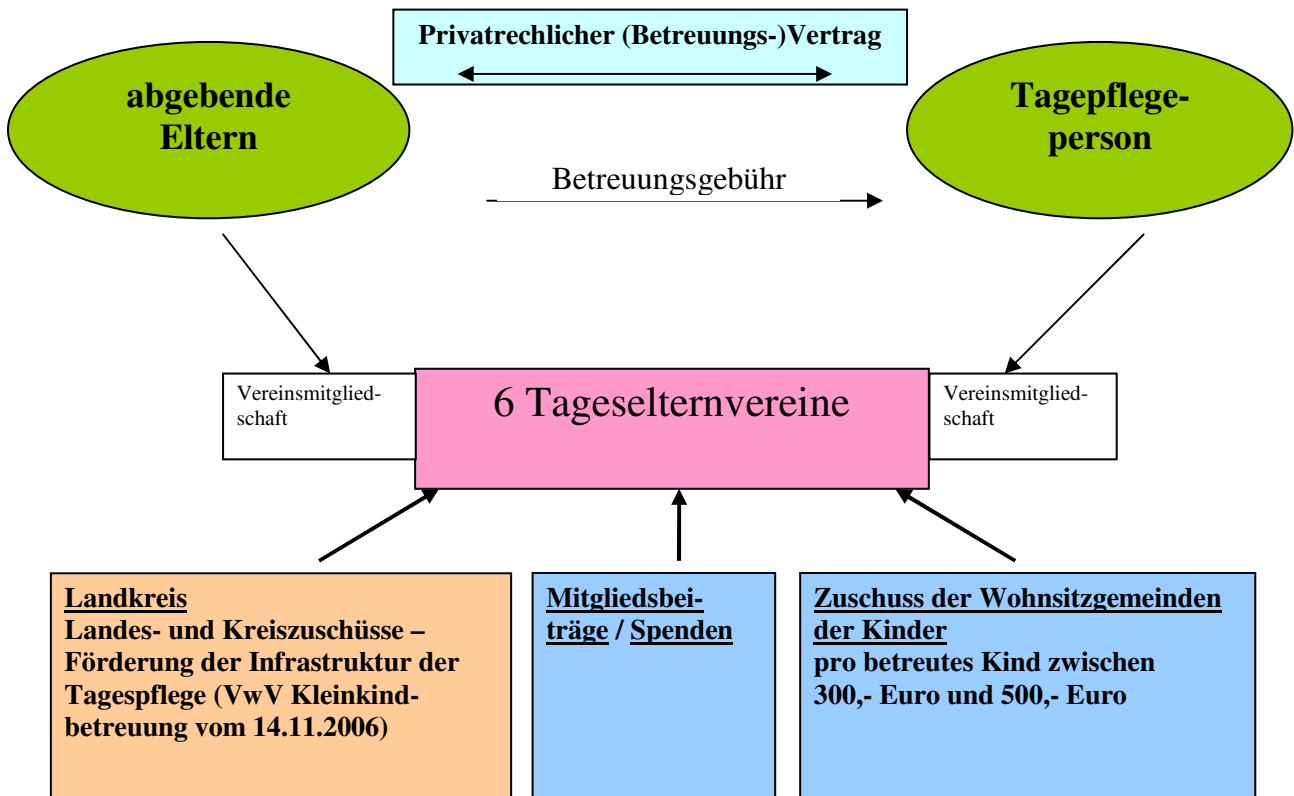 Privatrechlicher (Betreuungs-)Vertrag
abgebende
Eltern
Tagepflege-
person
Betreuungsgebühr
Vereinsmitglied-
schaft
6 Tageselternvereine
Vereinsmitglied-
schaft
Landkreis
Landes- und Kreiszuschüsse –
Förderung der Infrastruktur der
Tagespflege (VwV Kleinkind-
betreuung vom 14.11.2006)
Mitgliedsbei-
träge / Spenden
Zuschuss der Wohnsitzgemeinden
der Kinder
pro betreutes Kind zwischen
300,- Euro und 500,- Euro